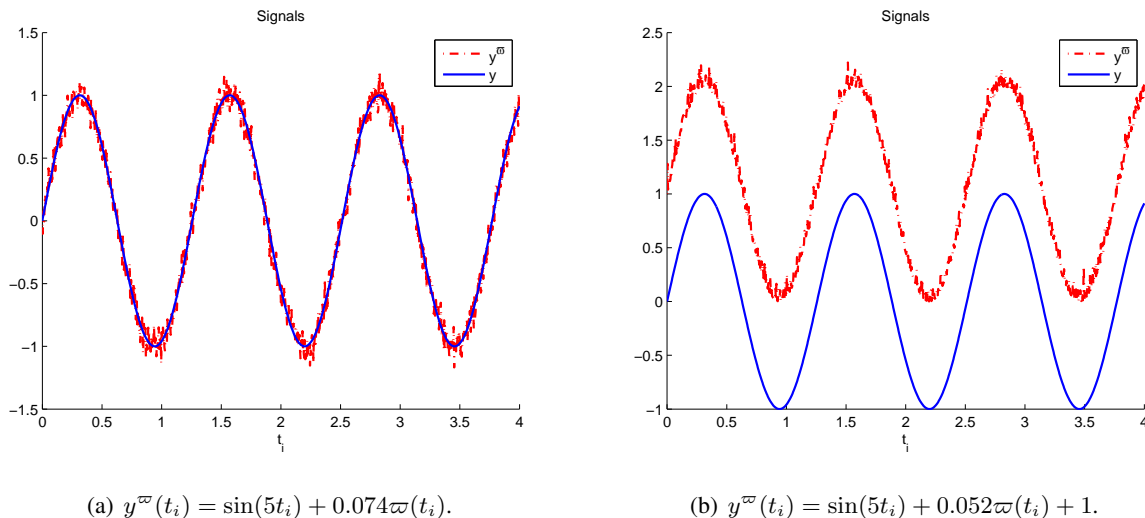 Signals
1.5
1
0.5
0
−0.5
−1
−1.5
0 0.5 1 1.5 2 2.5 3 3.5 4
t_i
y^ϖ
y
(a) y^ϖ(t_i) = sin(5t_i) + 0.074ϖ(t_i).
Signals
2.5
2
1.5
1
0.5
0
−0.5
−1
0 0.5 1 1.5 2 2.5 3 3.5 4
t_i
y^ϖ
y
(b) y^ϖ(t_i) = sin(5t_i) + 0.052ϖ(t_i) + 1.